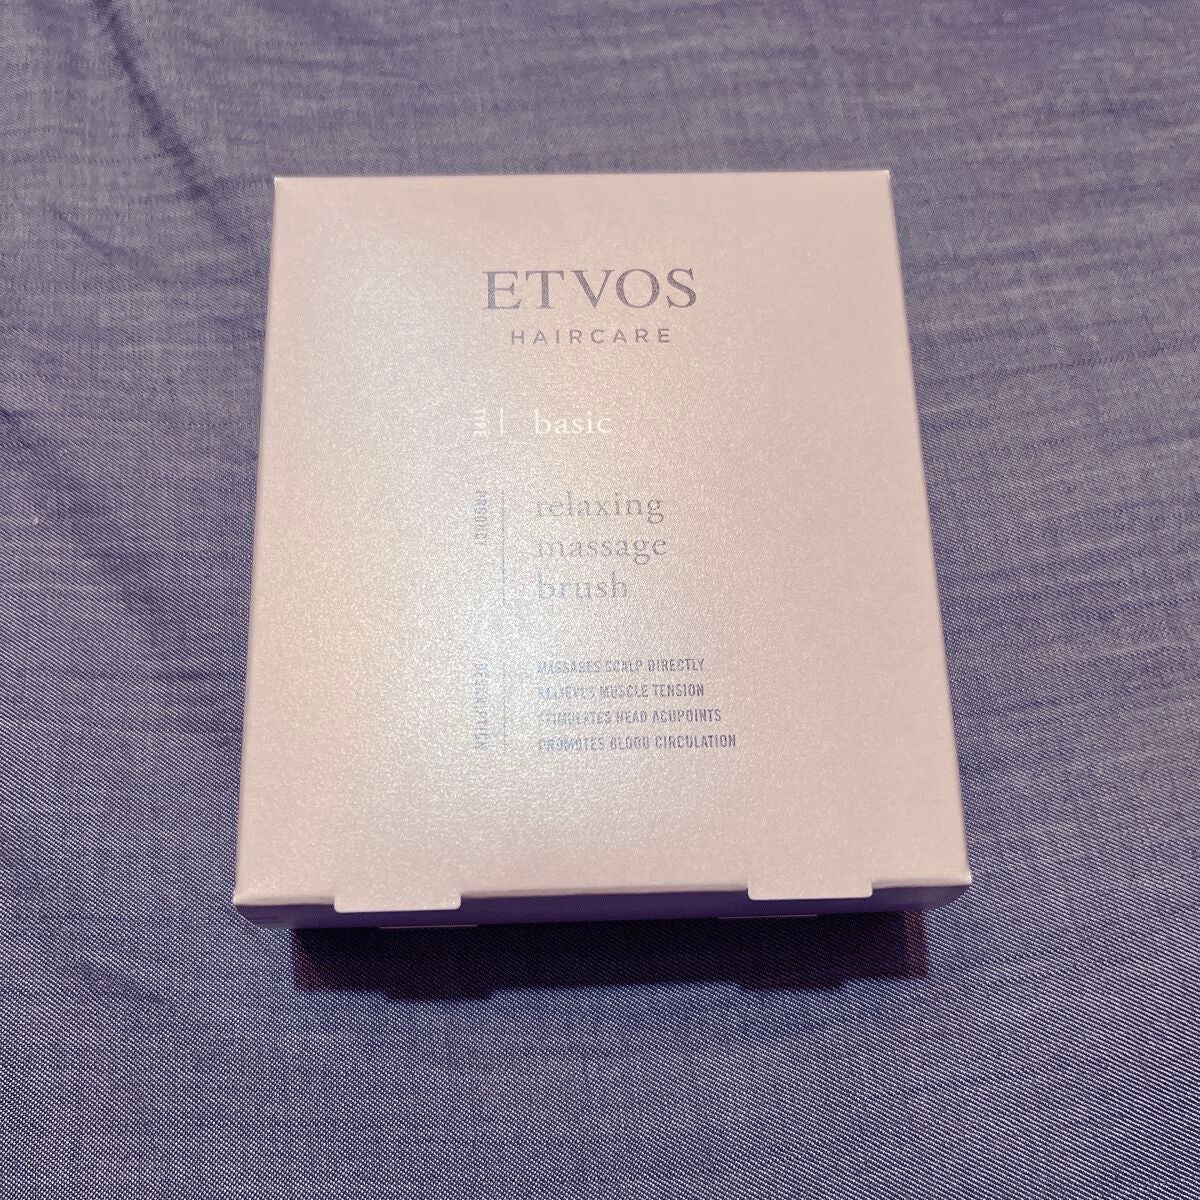 ETVOS
HAIRCARE
TYPE
basic
PRODUCT
relaxing
massage
brush
DESCRIPTION
MASSAGES SCALP DIRECTLY
RELIEVES MUSCLE TENSION
STIMULATES HEAD ACUPOINTS
PROMOTES BLOOD CIRCULATION